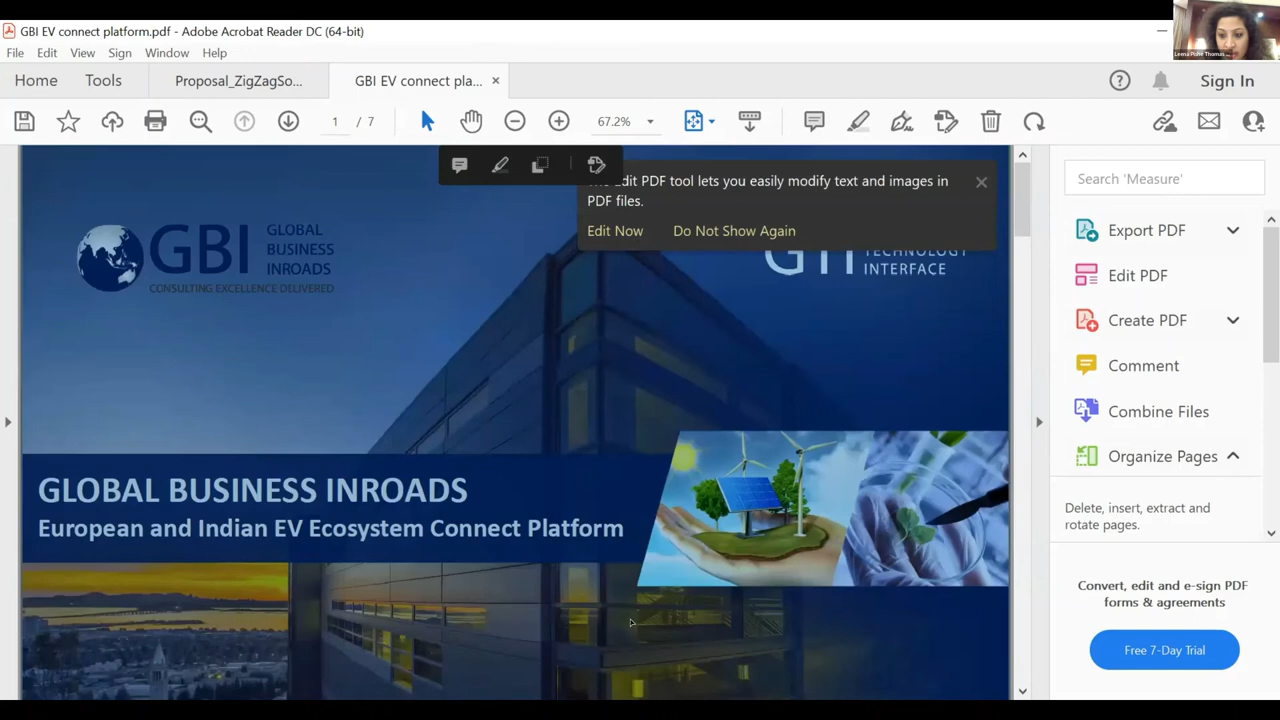 GBI EV connect platform.pdf - Adobe Acrobat Reader DC (64-bit)
File Edit View Sign Window Help
Home Tools Proposal_ZigZagSo... GBI EV connect pla... × Sign In
1 / 7 67.2%
Edit PDF tool lets you easily modify text and images in
PDF files.
Edit Now Do Not Show Again
GBI GLOBAL
BUSINESS
INROADS
CONSULTING EXCELLENCE DELIVERED
GTI TECHNOLOGY
INTERFACE
GLOBAL BUSINESS INROADS
European and Indian EV Ecosystem Connect Platform
Search 'Measure'
Export PDF
Edit PDF
Create PDF
Comment
Combine Files
Organize Pages
Delete, insert, extract and
rotate pages.
Convert, edit and e-sign PDF
forms & agreements
Free 7-Day Trial